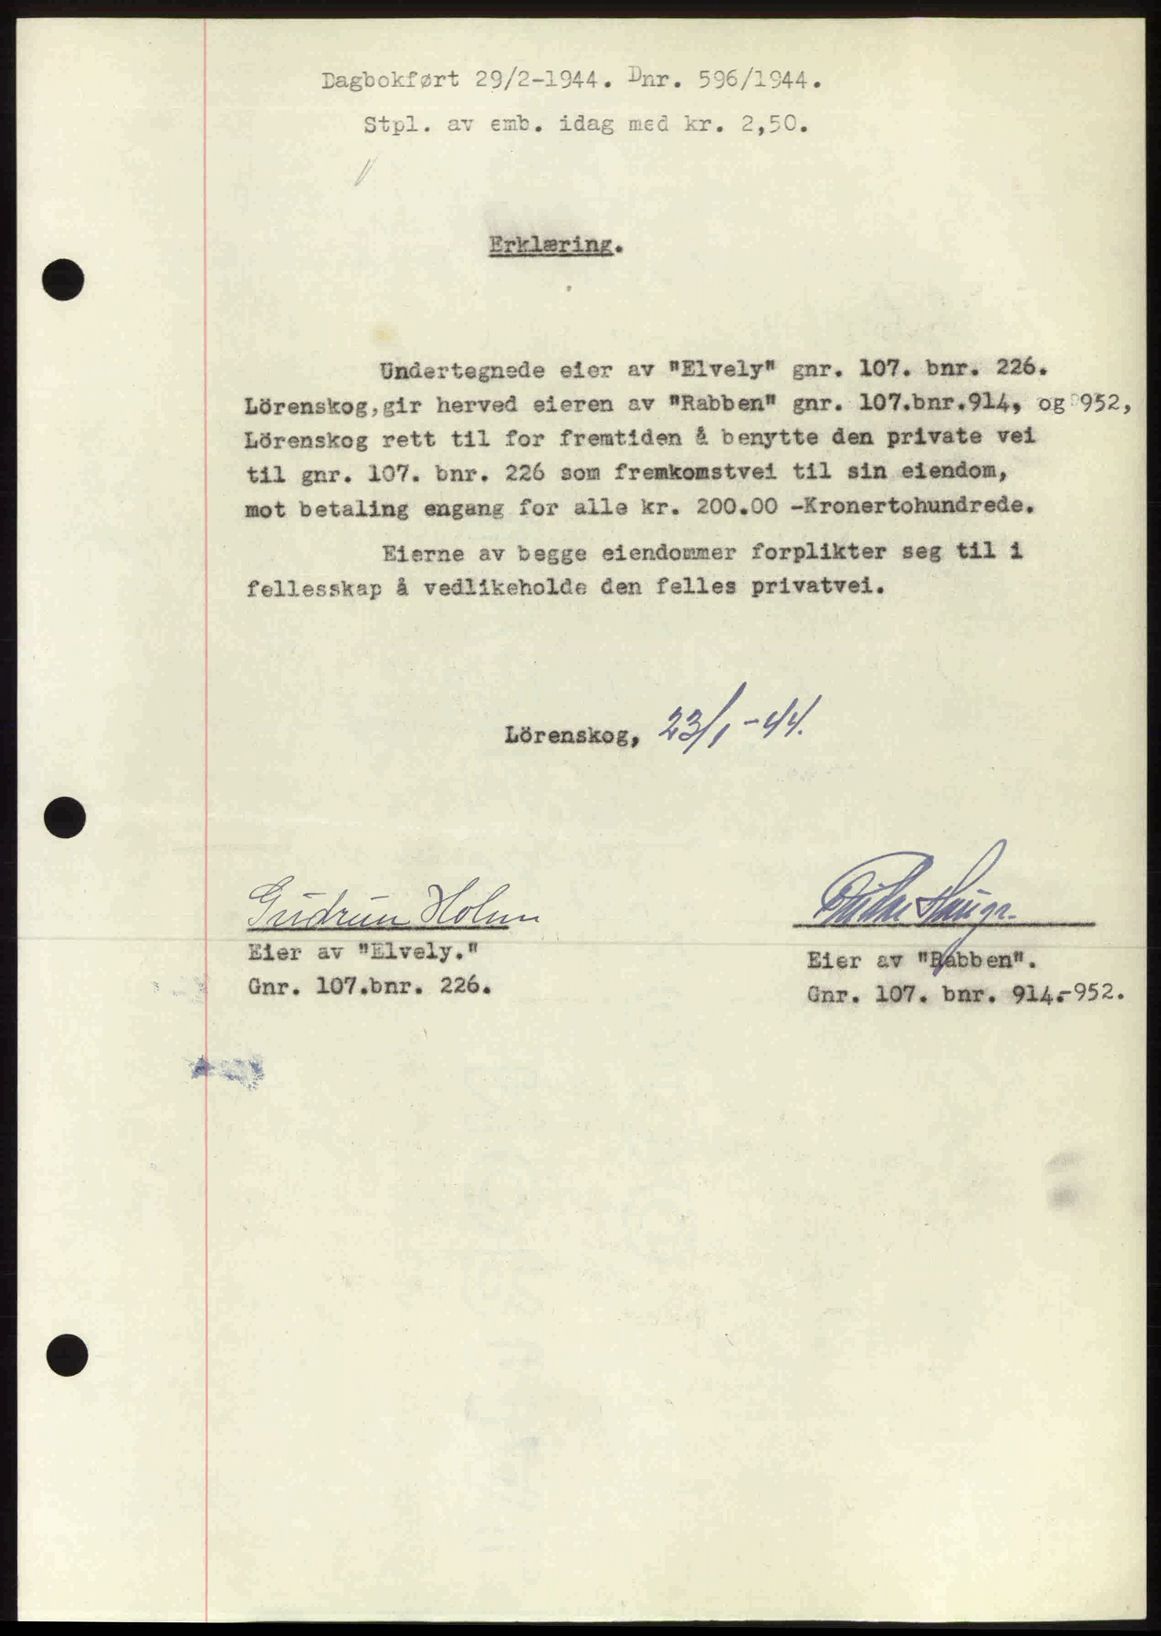 Dagbokført 29/2-1944. Dnr. 596/1944.
Stpl. av emb. idag med kr. 2,50.
Erklæring.
Undertegnede eier av "Elvely" gnr. 107. bnr. 226.
Lörenskog, gir herved eieren av "Rabben" gnr. 107.bnr.914, og 952,
Lörenskog rett til for fremtiden å benytte den private vei
til gnr. 107. bnr. 226 som fremkomstvei til sin eiendom,
mot betaling engang for alle kr. 200.00 -Kronertohundrede.
Eierne av begge eiendommer forplikter seg til i
fellesskap å vedlikeholde den felles privatvei.
Lörenskog, 23/1-44.
Gudrun Holm
Eier av "Elvely."
Gnr. 107.bnr. 226.
Eier av "Rabben".
Gnr. 107. bnr. 914.-952.